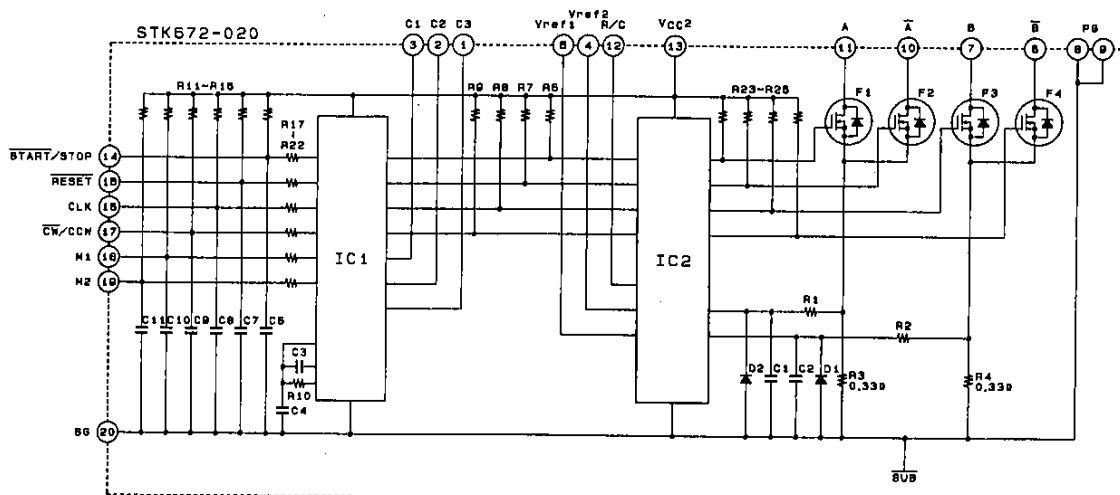 STK672-020
C1 C2 C3
Vref1 Vref2 R/C
VCC2
A Ā B B̄ PG
3 2 1 5 4 12 13 11 10 7 6 8 9
R11-R16
R9 R8 R7 R6
R23-R26
F1 F2 F3 F4
R17
R22
START/STOP 14
RESET 15
CLK 16
CW/CCW 17
M1 18
M2 19
IC1
IC2
C11 C10 C9 C8 C7 C5
R1
R2
C3
R10
C4
D2 C1 C2 D1
R3
0.33Ω
R4
0.33Ω
SG 20
SUB